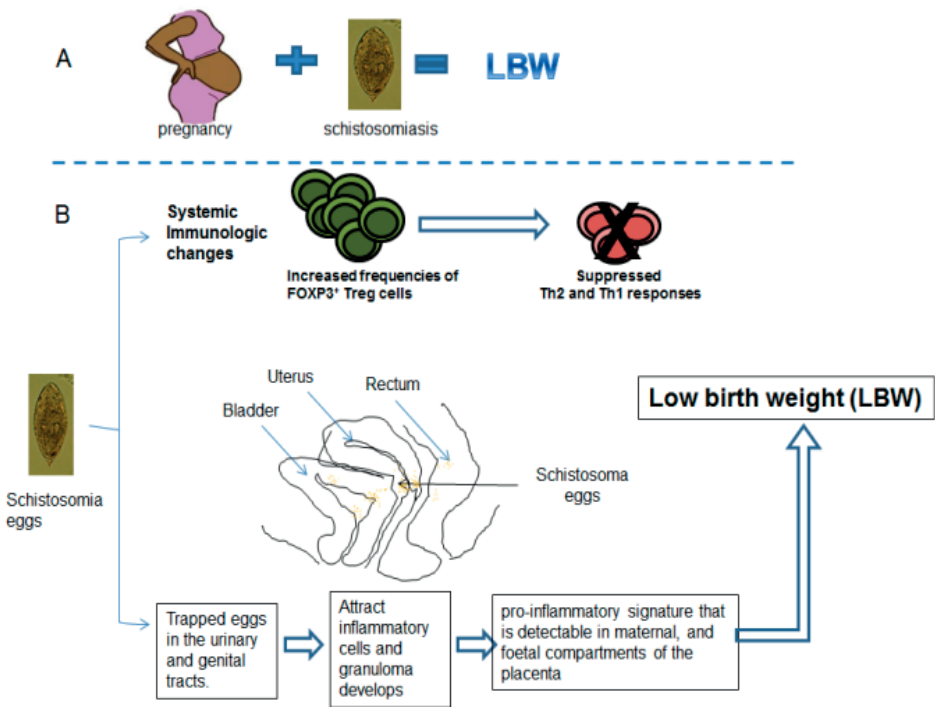 A
LBW
pregnancy
schistosomiasis
B
Systemic
Immunologic
changes
Increased frequencies of
FOXP3⁺ Treg cells
Suppressed
Th2 and Th1 responses
Uterus
Rectum
Bladder
Low birth weight (LBW)
Schistosoma
eggs
Schistosomia
eggs
Trapped eggs
in the urinary
and genital
tracts.
Attract
inflammatory
cells and
granuloma
develops
pro-inflammatory signature that
is detectable in maternal, and
foetal compartments of the
placenta